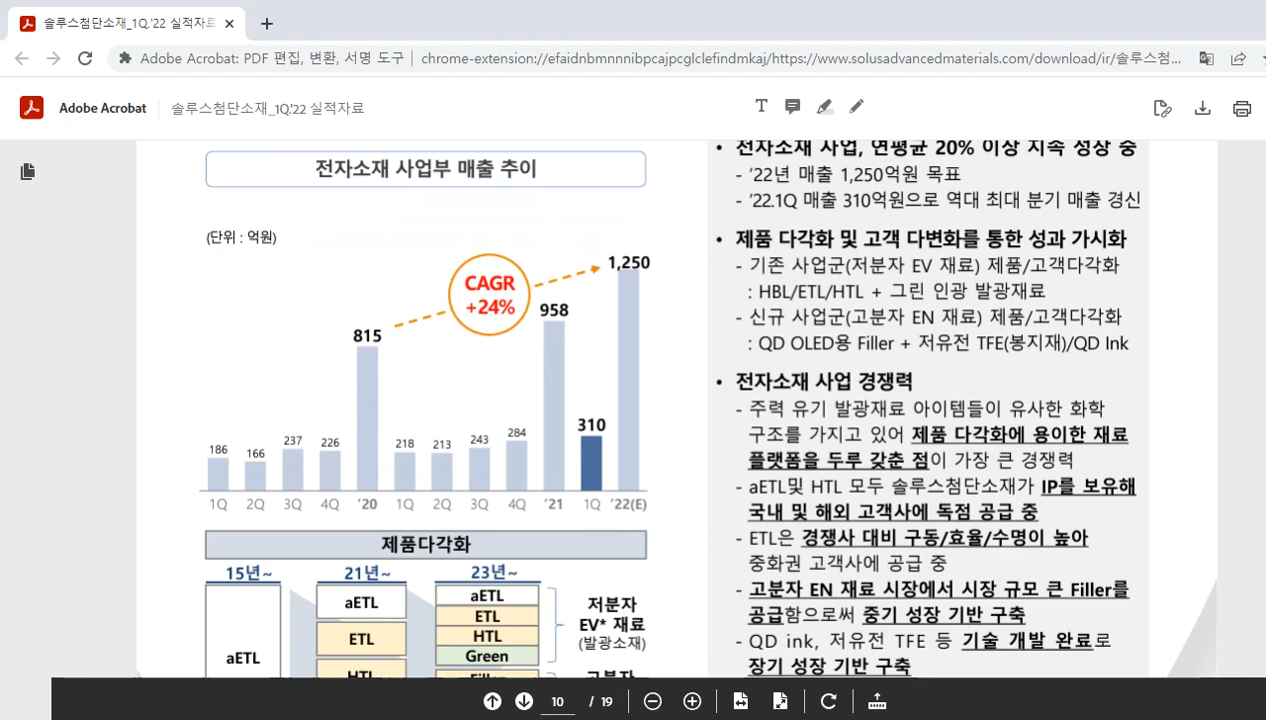 솔루스첨단소재_1Q.'22 실적자료
Adobe Acrobat: PDF 편집, 변환, 서명 도구
chrome-extension://efaidnbmnnnibpcajpcglclefindmkaj/https://www.solusadvancedmaterials.com/download/ir/솔루스첨...
Adobe Acrobat
솔루스첨단소재_1Q.'22 실적자료
전자소재 사업부 매출 추이
(단위 : 억원)
CAGR
+24%
1,250
958
815
310
186
166
237
226
218
213
243
284
1Q 2Q 3Q 4Q '20 1Q 2Q 3Q 4Q '21 1Q '22(E)
제품다각화
15년~
21년~
23년~
aETL
aETL
ETL
HTL
aETL
ETL
HTL
Green
Filler
저분자
EV* 재료
(발광소재)
고분자
• 전자소재 사업, 연평균 20% 이상 지속 성장 중
- '22년 매출 1,250억원 목표
- '22.1Q 매출 310억원으로 역대 최대 분기 매출 경신
• 제품 다각화 및 고객 다변화를 통한 성과 가시화
- 기존 사업군(저분자 EV 재료) 제품/고객다각화
: HBL/ETL/HTL + 그린 인광 발광재료
- 신규 사업군(고분자 EN 재료) 제품/고객다각화
: QD OLED용 Filler + 저유전 TFE(봉지재)/QD Ink
• 전자소재 사업 경쟁력
- 주력 유기 발광재료 아이템들이 유사한 화학
구조를 가지고 있어 제품 다각화에 용이한 재료
플랫폼을 두루 갖춘 점이 가장 큰 경쟁력
- aETL및 HTL 모두 솔루스첨단소재가 IP를 보유해
국내 및 해외 고객사에 독점 공급 중
- ETL은 경쟁사 대비 구동/효율/수명이 높아
중화권 고객사에 공급 중
- 고분자 EN 재료 시장에서 시장 규모 큰 Filler를
공급함으로써 중기 성장 기반 구축
- QD ink, 저유전 TFE 등 기술 개발 완료로
장기 성장 기반 구축
10 / 19